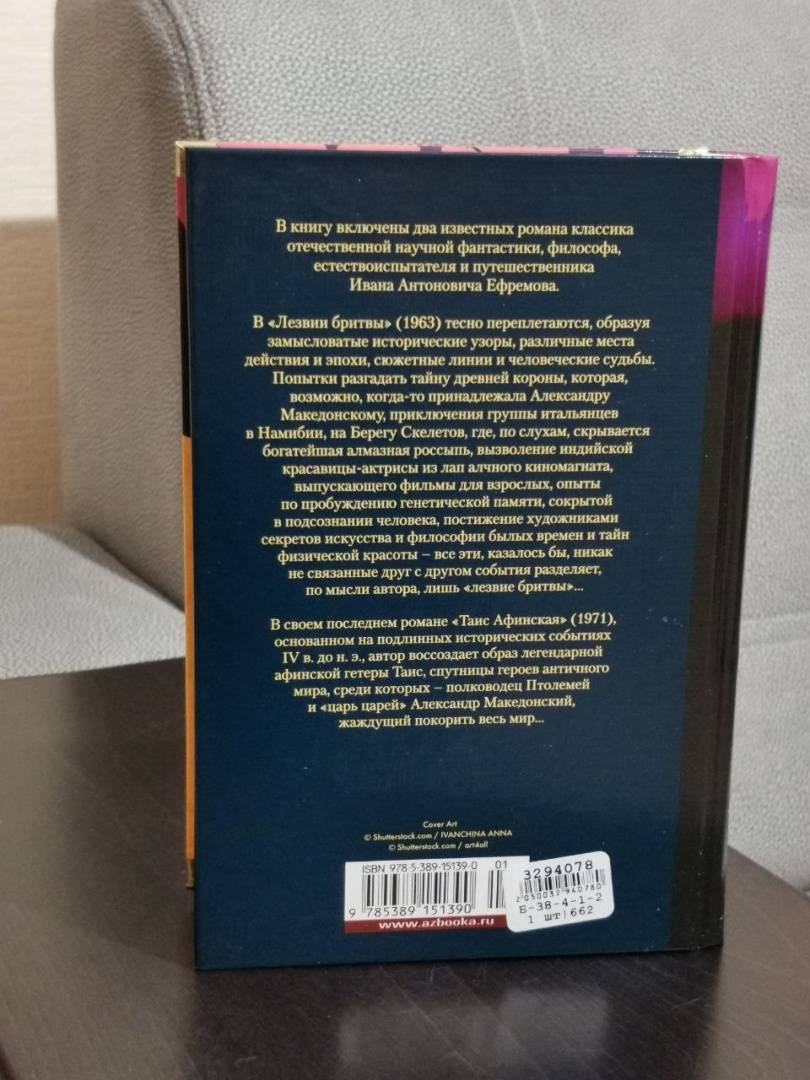 В книгу включены два известных романа классика
отечественной научной фантастики, философа,
естествоиспытателя и путешественника
Ивана Антоновича Ефремова.
В «Лезвии бритвы» (1963) тесно переплетаются, образуя
замысловатые исторические узоры, различные места
действия и эпохи, сюжетные линии и человеческие судьбы.
Попытки разгадать тайну древней короны, которая,
возможно, когда-то принадлежала Александру
Македонскому, приключения группы итальянцев
в Намибии, на Берегу Скелетов, где, по слухам, скрывается
богатейшая алмазная россыпь, вызволение индийской
красавицы-актрисы из лап алчного киномагната,
выпускающего фильмы для взрослых, опыты
по пробуждению генетической памяти, сокрытой
в подсознании человека, постижение художниками
секретов искусства и философии былых времен и тайн
физической красоты – все эти, казалось бы, никак
не связанные друг с другом события разделяет,
по мысли автора, лишь «лезвие бритвы»...
В своем последнем романе «Таис Афинская» (1971),
основанном на подлинных исторических событиях
IV в. до н. э., автор воссоздает образ легендарной
афинской гетеры Таис, спутницы героев античного
мира, среди которых – полководец Птолемей
и «царь царей» Александр Македонский,
жаждущий покорить весь мир...
Cover Art
© Shutterstock.com / IVANCHINA ANNA
© Shutterstock.com / art4all
ISBN 978-5-389-15139-0 01
9 785389 151390
www.azbooka.ru
3294078
2050032940780
Б-38-4-1-2
1 шт|662